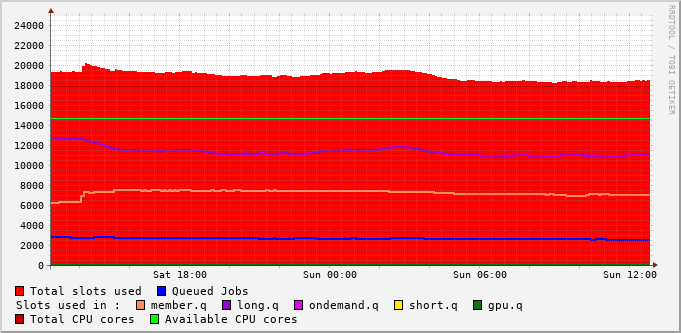 RRDTOOL / TOBI OETIKER
24000
22000
20000
18000
16000
14000
12000
10000
8000
6000
4000
2000
0
Sat 18:00 Sun 00:00 Sun 06:00 Sun 12:00
Total slots used Queued Jobs
Slots used in : member.q long.q ondemand.q short.q gpu.q
Total CPU cores Available CPU cores